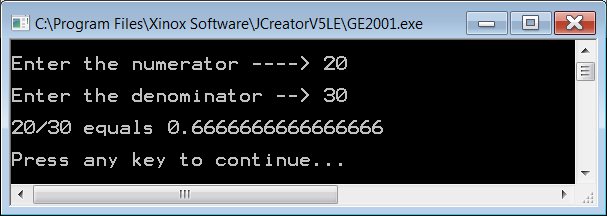 C:\Program Files\Xinox Software\JCreatorV5LE\GE2001.exe
Enter the numerator ----> 20
Enter the denominator --> 30
20/30 equals 0.6666666666666666
Press any key to continue...